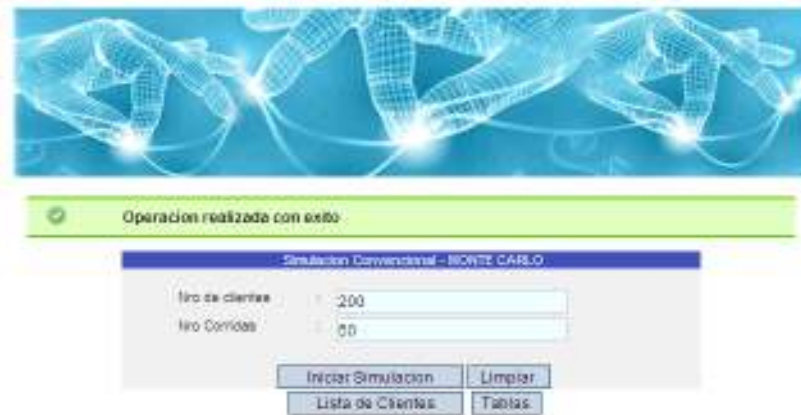 Operacion realizada con exito
Simulacion Convencional - MONTE CARLO
Nro de clientes : 200
Nro Corridas : 50
Iniciar Simulacion Limpiar
Lista de Clientes Tablas